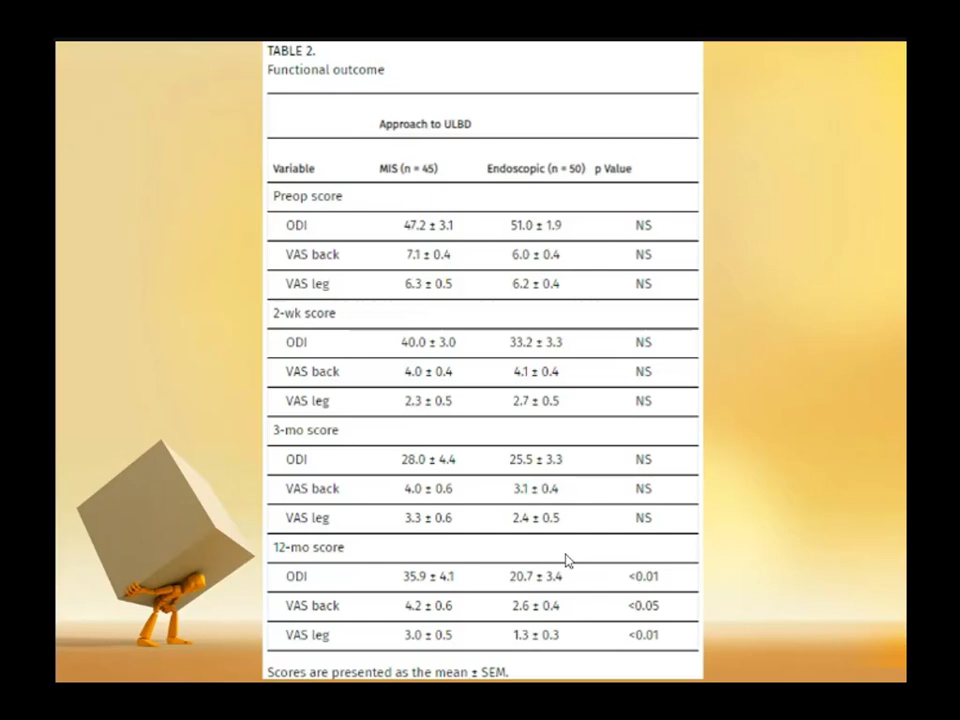 TABLE 2.
Functional outcome
Approach to ULBD
Variable MIS (n = 45) Endoscopic (n = 50) p Value
Preop score
ODI 47.2 ± 3.1 51.0 ± 1.9 NS
VAS back 7.1 ± 0.4 6.0 ± 0.4 NS
VAS leg 6.3 ± 0.5 6.2 ± 0.4 NS
2-wk score
ODI 40.0 ± 3.0 33.2 ± 3.3 NS
VAS back 4.0 ± 0.4 4.1 ± 0.4 NS
VAS leg 2.3 ± 0.5 2.7 ± 0.5 NS
3-mo score
ODI 28.0 ± 4.4 25.5 ± 3.3 NS
VAS back 4.0 ± 0.6 3.1 ± 0.4 NS
VAS leg 3.3 ± 0.6 2.4 ± 0.5 NS
12-mo score
ODI 35.9 ± 4.1 20.7 ± 3.4 <0.01
VAS back 4.2 ± 0.6 2.6 ± 0.4 <0.05
VAS leg 3.0 ± 0.5 1.3 ± 0.3 <0.01
Scores are presented as the mean ± SEM.